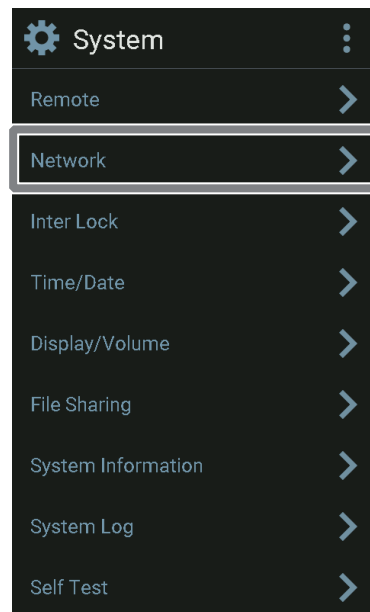 System
Remote
Network
Inter Lock
Time/Date
Display/Volume
File Sharing
System Information
System Log
Self Test